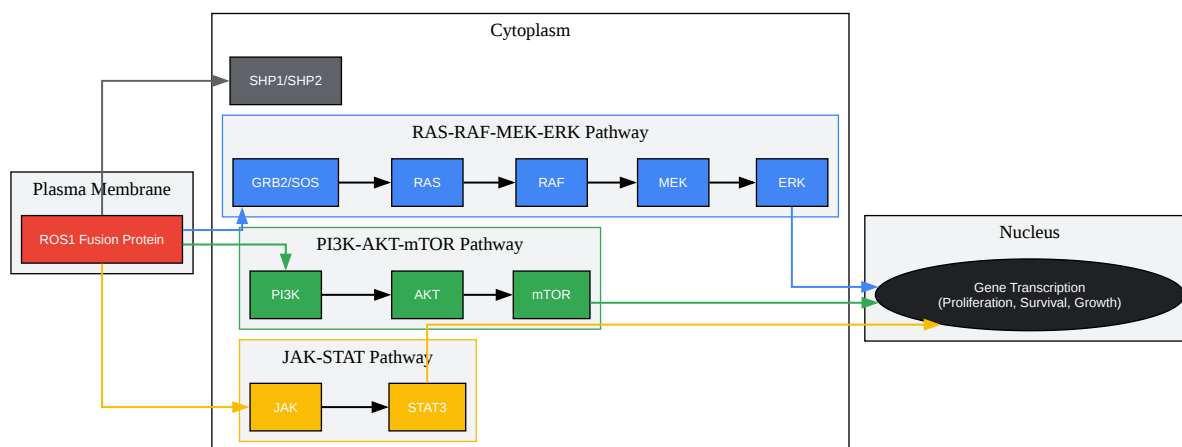 Cytoplasm
SHP1/SHP2
RAS-RAF-MEK-ERK Pathway
GRB2/SOS
RAS
RAF
MEK
ERK
Plasma Membrane
ROS1 Fusion Protein
PI3K-AKT-mTOR Pathway
PI3K
AKT
mTOR
Nucleus
Gene Transcription
(Proliferation, Survival, Growth)
JAK-STAT Pathway
JAK
STAT3